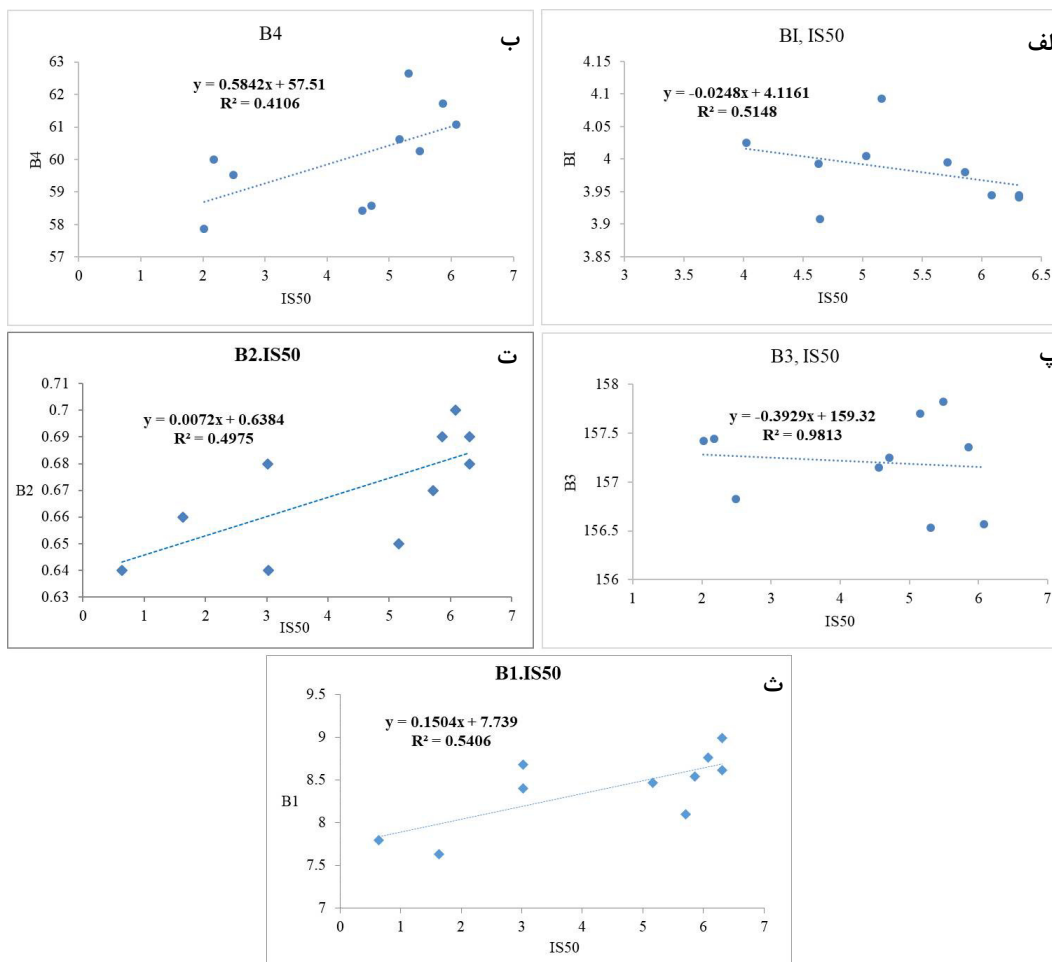 B4
ب
y = 0.5842x + 57.51
R² = 0.4106
63
62
61
60
59
58
57
B4
0 1 2 3 4 5 6 7
IS50
BI, IS50
الف
y = -0.0248x + 4.1161
R² = 0.5148
4.15
4.1
4.05
4
3.95
3.9
3.85
BI
3 3.5 4 4.5 5 5.5 6 6.5
IS50
B2.IS50
ت
y = 0.0072x + 0.6384
R² = 0.4975
0.71
0.7
0.69
0.68
0.67
0.66
0.65
0.64
0.63
B2
0 1 2 3 4 5 6 7
IS50
B3, IS50
پ
y = -0.3929x + 159.32
R² = 0.9813
158
157.5
157
156.5
156
B3
1 2 3 4 5 6 7
IS50
B1.IS50
ث
y = 0.1504x + 7.739
R² = 0.5406
9.5
9
8.5
8
7.5
7
B1
0 1 2 3 4 5 6 7
IS50